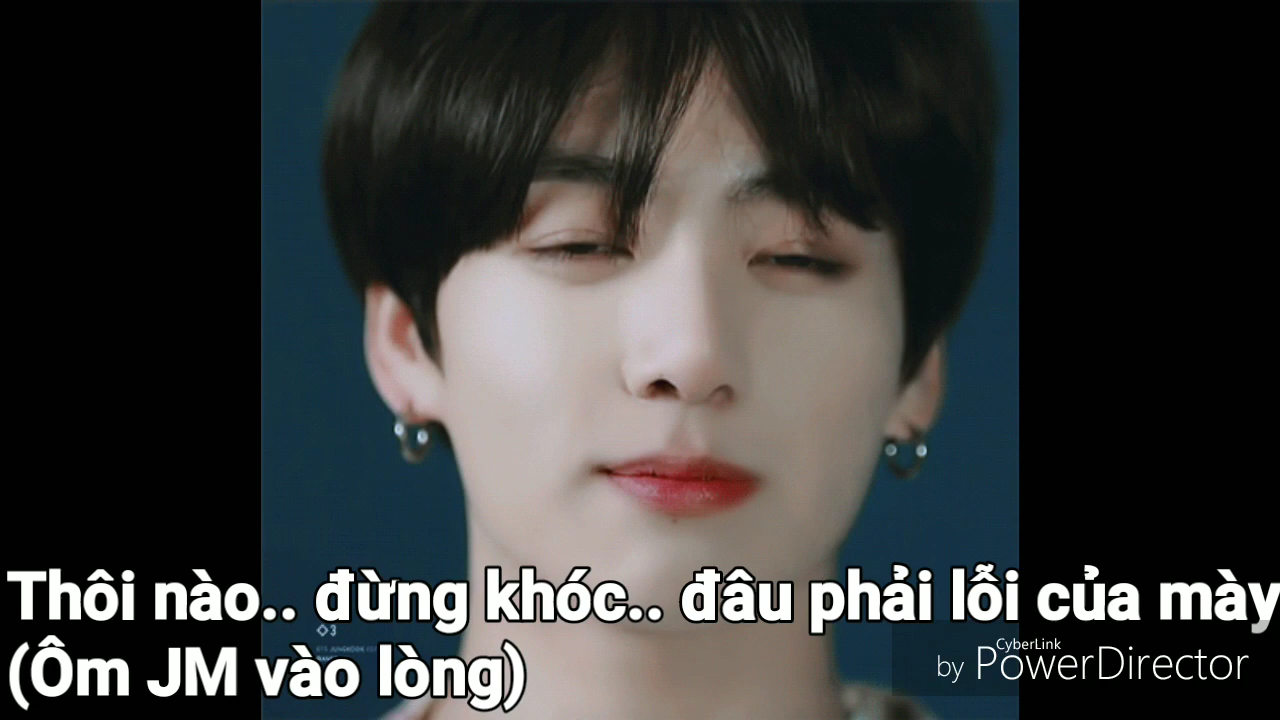 Thôi nào.. đừng khóc.. đâu phải lỗi của mày
(Ôm JM vào lòng)
CyberLink
by PowerDirector